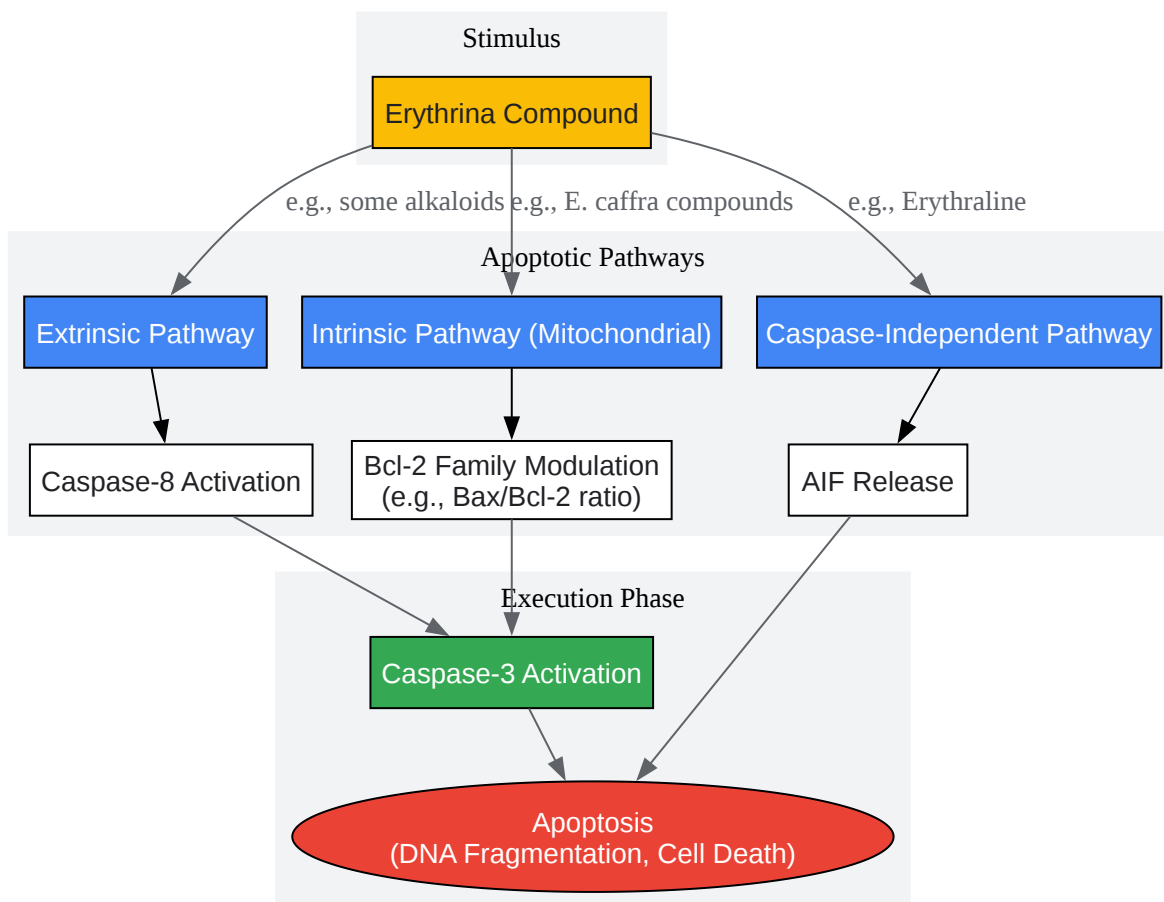 Stimulus
Erythrina Compound
e.g., some alkaloids
e.g., E. caffra compounds
e.g., Erythraline
Apoptotic Pathways
Extrinsic Pathway
Intrinsic Pathway (Mitochondrial)
Caspase-Independent Pathway
Caspase-8 Activation
Bcl-2 Family Modulation
(e.g., Bax/Bcl-2 ratio)
AIF Release
Execution Phase
Caspase-3 Activation
Apoptosis
(DNA Fragmentation, Cell Death)